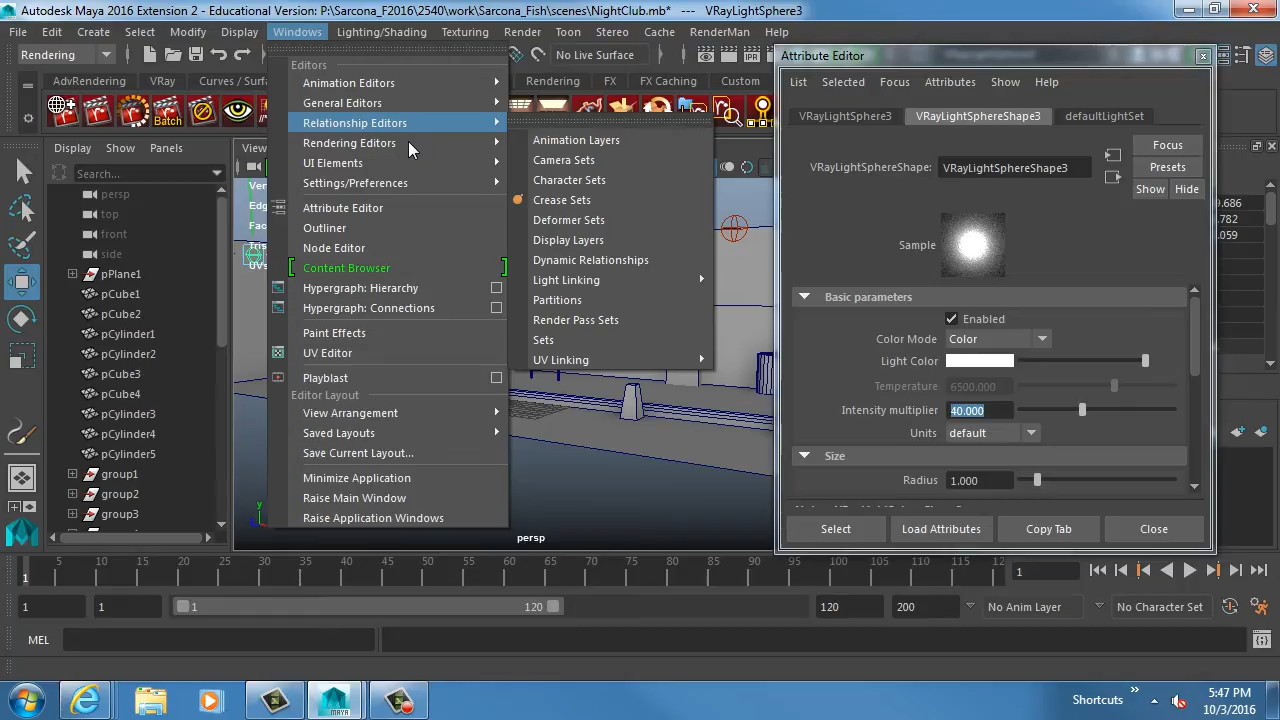 Autodesk Maya 2016 Extension 2 - Educational Version: P:\Sarcona_F2016\2540\work\Sarcona_Fish\scenes\NightClub.mb* --- VRayLightSphere3
File Edit Create Select Modify Display Windows Lighting/Shading Texturing Render Toon Stereo Cache RenderMan Help
Rendering No Live Surface
AdvRendering VRay Curves / Surfa Rendering FX FX Caching Custom
Batch
Display Show Panels
Search...
persp
top
front
side
pPlane1
pCube1
pCube2
pCylinder1
pCylinder2
pCube3
pCube4
pCylinder3
pCylinder4
pCylinder5
group1
group2
group3
View
Ver
Edg
Fac
Tris
UVs
Editors
Animation Editors
General Editors
Relationship Editors
Rendering Editors
UI Elements
Settings/Preferences
Attribute Editor
Outliner
Node Editor
Content Browser
Hypergraph: Hierarchy
Hypergraph: Connections
Paint Effects
UV Editor
Playblast
Editor Layout
View Arrangement
Saved Layouts
Save Current Layout...
Minimize Application
Raise Main Window
Raise Application Windows
Animation Layers
Camera Sets
Character Sets
Crease Sets
Deformer Sets
Display Layers
Dynamic Relationships
Light Linking
Partitions
Render Pass Sets
Sets
UV Linking
y
persp
Attribute Editor
List Selected Focus Attributes Show Help
VRayLightSphere3 VRayLightSphereShape3 defaultLightSet
Focus
VRayLightSphereShape: VRayLightSphereShape3
Presets
Show Hide
Sample
Basic parameters
Enabled
Color Mode Color
Light Color
Temperature 6500.000
Intensity multiplier 40.000
Units default
Size
Radius 1.000
Select Load Attributes Copy Tab Close
9.686
.782
.059
1 5 10 15 20 25 30 35 40 45 50 55 60 65 70 75 80 85 90 95 100 105 110 115 12 1
1 1 1 120 120 200 No Anim Layer No Character Set
MEL
MAYA
Shortcuts
5:47 PM
10/3/2016